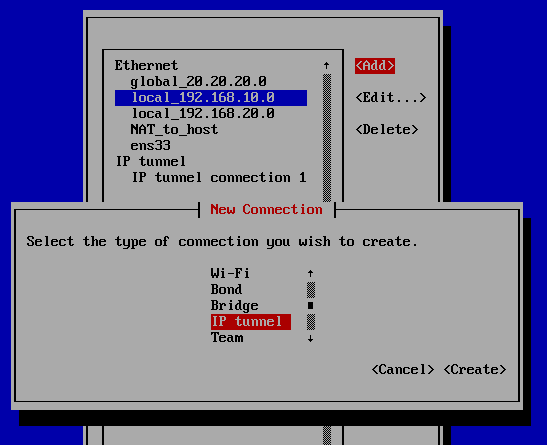 Ethernet
<Add>
global_20.20.20.0
local_192.168.10.0
<Edit...>
local_192.168.20.0
NAT_to_host
<Delete>
ens33
IP tunnel
IP tunnel connection 1
New Connection
Select the type of connection you wish to create.
Wi-Fi
Bond
Bridge
IP tunnel
Team
<Cancel> <Create>